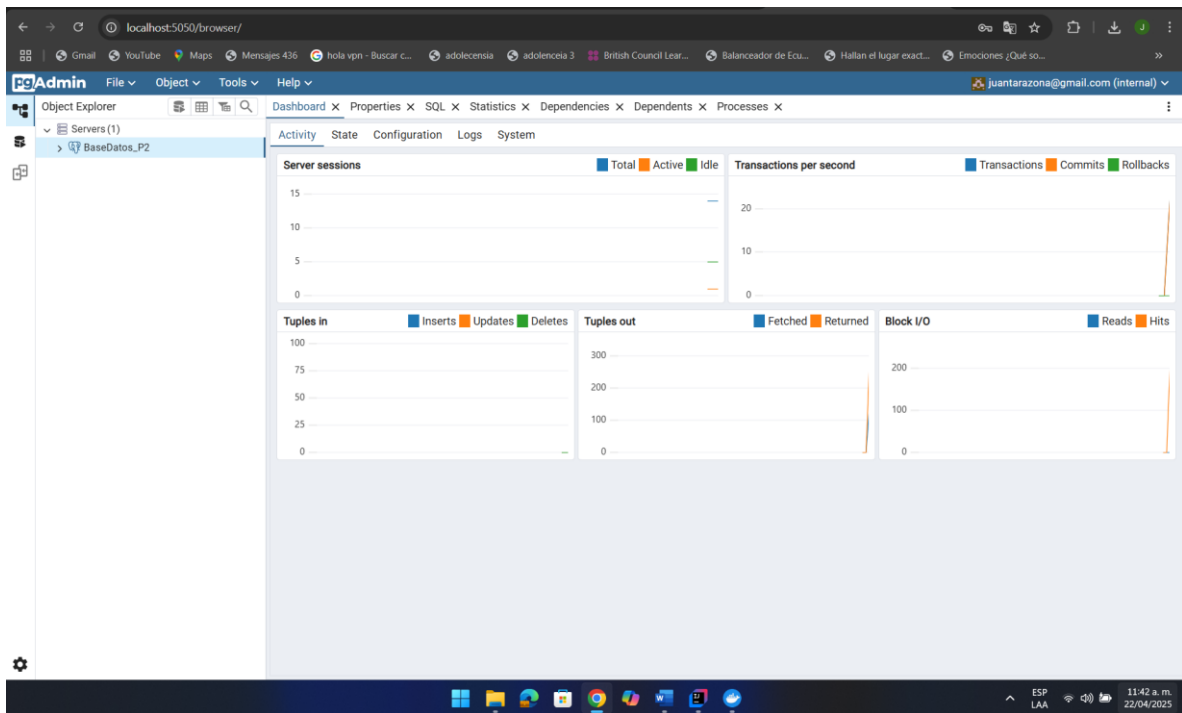 localhost:5050/browser/
Gmail YouTube Maps Mensajes 436 hola vpn - Buscar c... adolecensia adolenceia 3 British Council Lear... Balanceador de Ecu... Hallan el lugar exact... Emociones ¿Qué so... »
pgAdmin File Object Tools Help juantarazona@gmail.com (internal)
Object Explorer Dashboard Properties SQL Statistics Dependencies Dependents Processes
Servers (1)
BaseDatos_P2
Activity State Configuration Logs System
Server sessions Total Active Idle
15
10
5
0
Transactions per second Transactions Commits Rollbacks
20
10
0
Tuples in Inserts Updates Deletes
100
75
50
25
0
Tuples out Fetched Returned
300
200
100
0
Block I/O Reads Hits
200
100
0
ESP
LAA
11:42 a. m.
22/04/2025